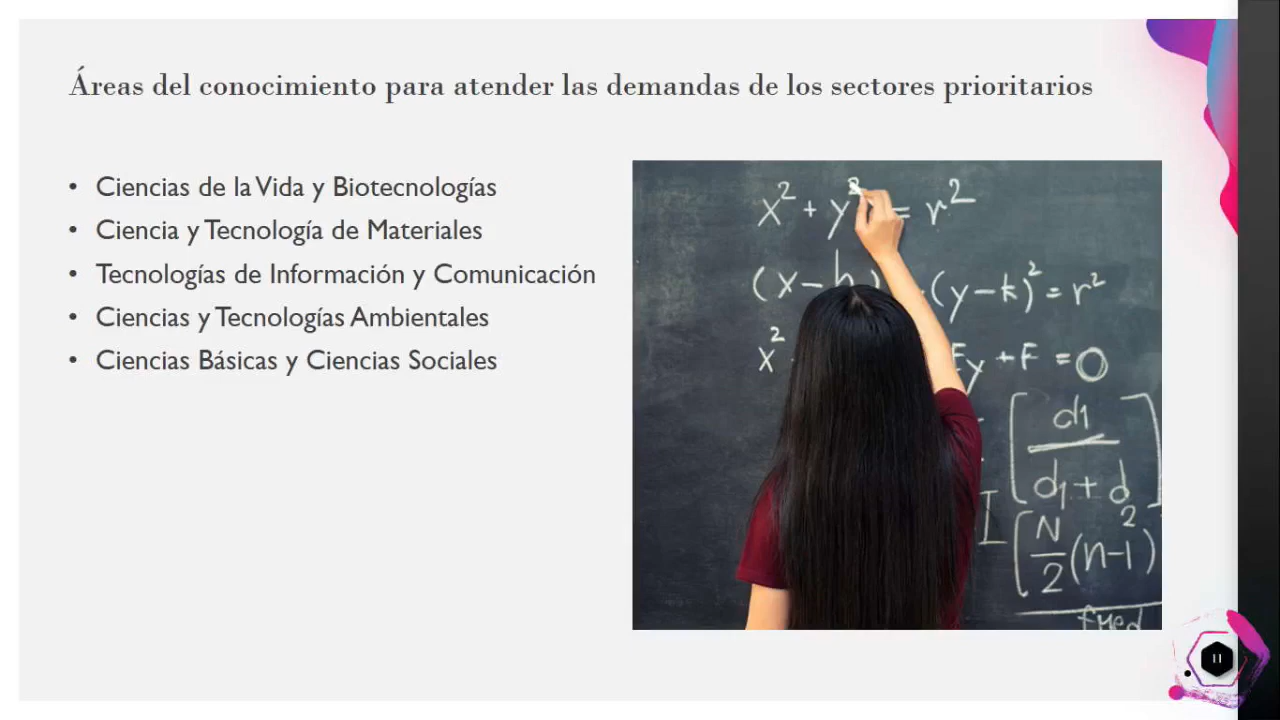 Áreas del conocimiento para atender las demandas de los sectores prioritarios
• Ciencias de la Vida y Biotecnologías
• Ciencia y Tecnología de Materiales
• Tecnologías de Información y Comunicación
• Ciencias y Tecnologías Ambientales
• Ciencias Básicas y Ciencias Sociales
x² + y² = r²
(x – h) (y – k)² = r²
x² y + F = 0
d1
d1 + d
2
N
2 (n-1)
11